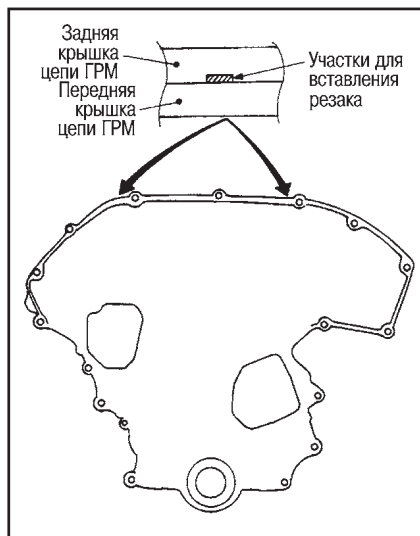 Задняя
крышка
цепи ГРМ
Передняя
крышка
цепи ГРМ
Участки для
вставления
резака